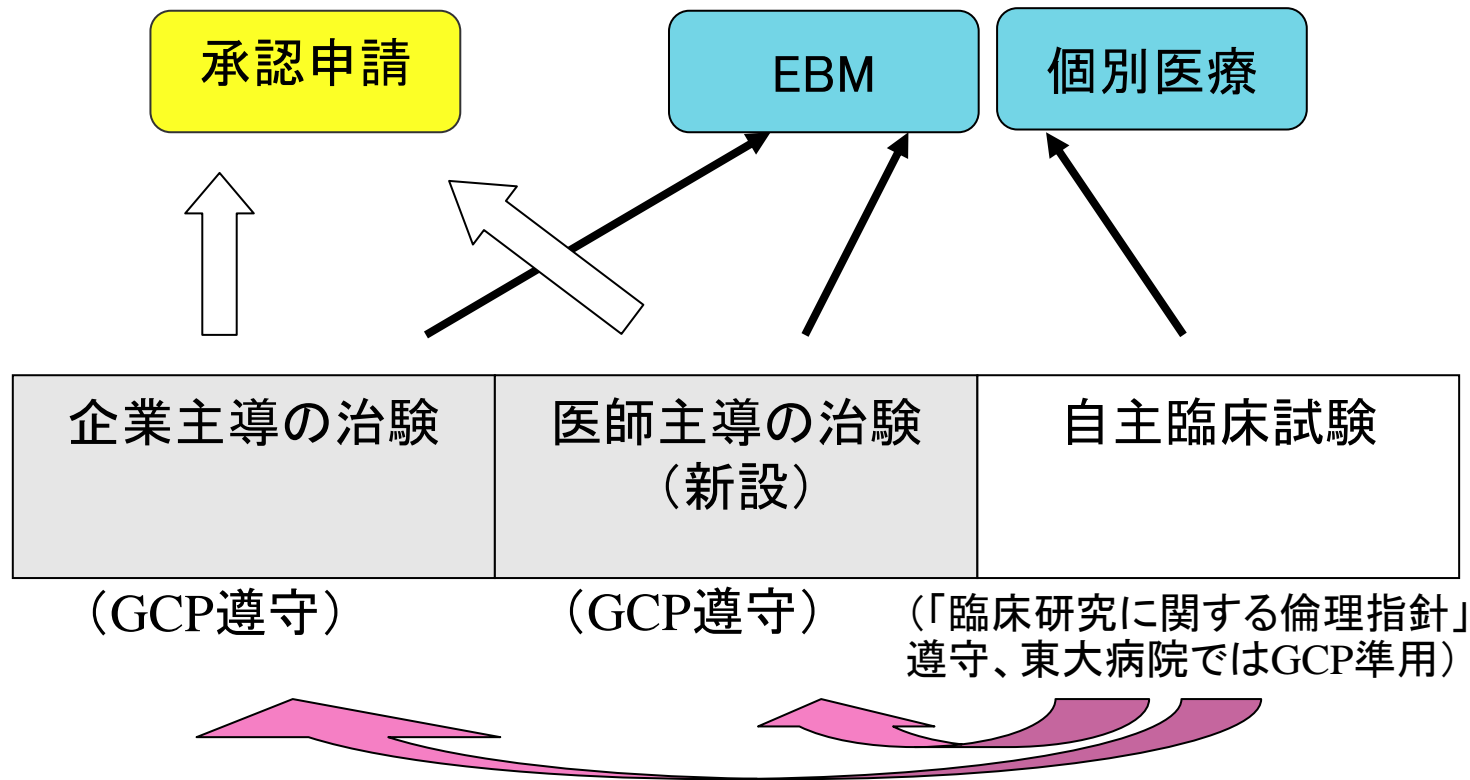 承認申請
EBM
個別医療
企業主導の治験
医師主導の治験
（新設）
自主臨床試験
（GCP遵守）
（GCP遵守）
（「臨床研究に関する倫理指針」
遵守、東大病院ではGCP準用）